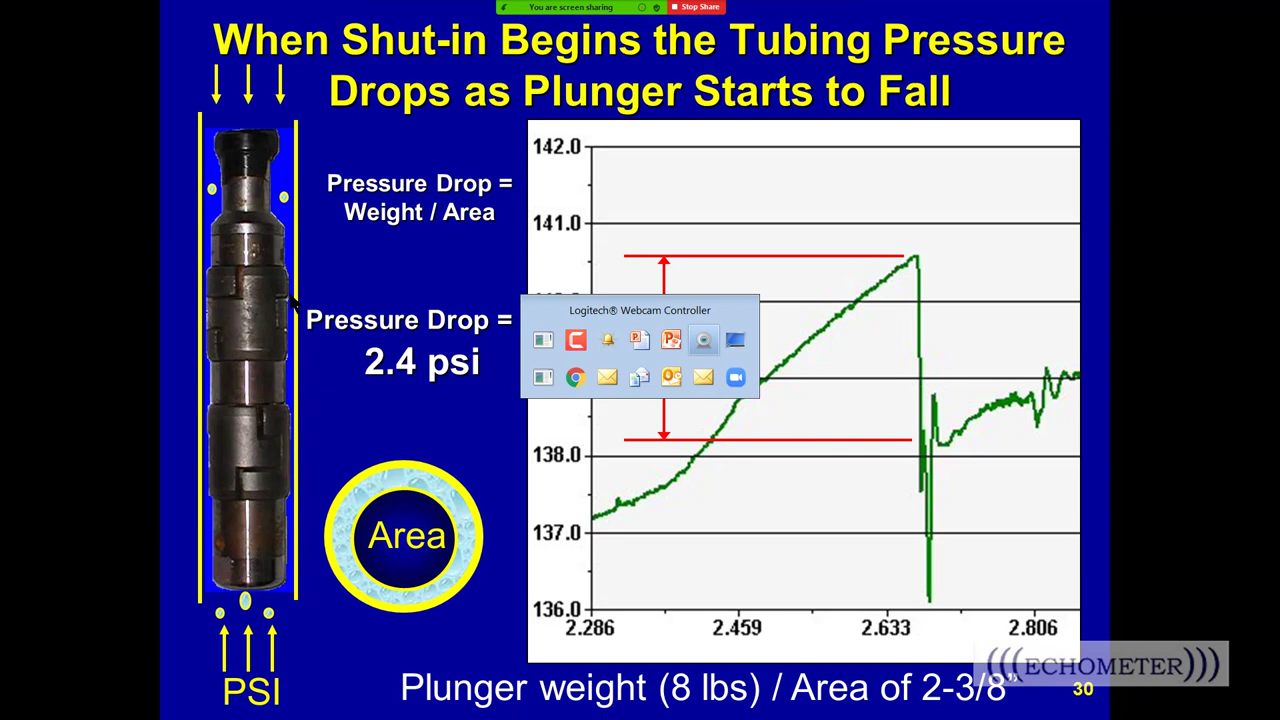 You are screen sharing
Stop Share
When Shut-in Begins the Tubing Pressure
Drops as Plunger Starts to Fall
Pressure Drop =
Weight / Area
Pressure Drop =
2.4 psi
Area
PSI
142.0
141.0
138.0
137.0
136.0
2.286
2.459
2.633
2.806
Logitech® Webcam Controller
Plunger weight (8 lbs) / Area of 2-3/8"
(((ECHOMETER)))
30